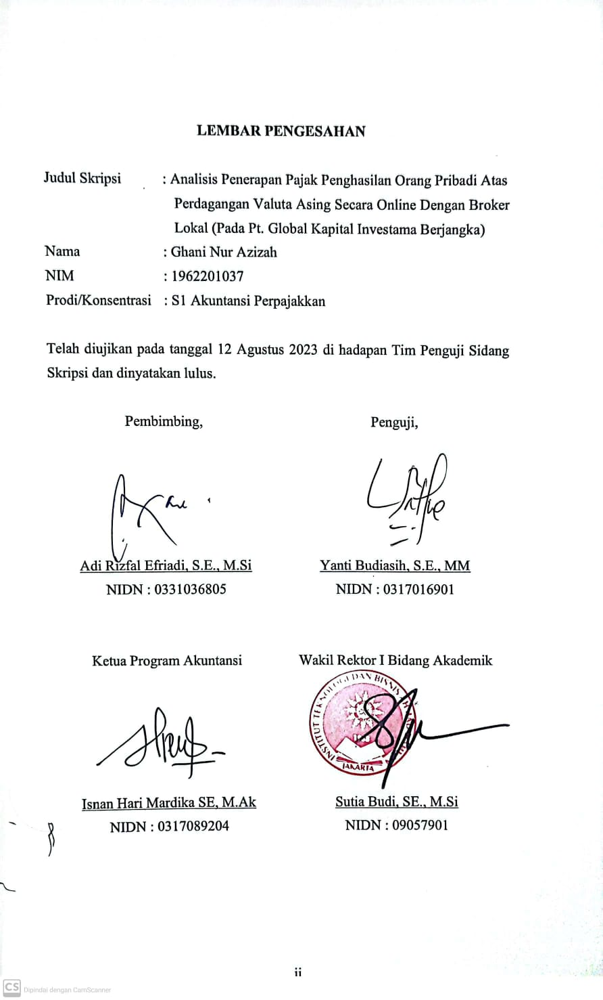 LEMBAR PENGESAHAN
Judul Skripsi : Analisis Penerapan Pajak Penghasilan Orang Pribadi Atas
Perdagangan Valuta Asing Secara Online Dengan Broker
Lokal (Pada Pt. Global Kapital Investama Berjangka)
Nama : Ghani Nur Azizah
NIM : 1962201037
Prodi/Konsentrasi : S1 Akuntansi Perpajakkan
Telah diujikan pada tanggal 12 Agustus 2023 di hadapan Tim Penguji Sidang
Skripsi dan dinyatakan lulus.
Pembimbing, Penguji,
Adi Rizfal Efriadi, S.E., M.Si Yanti Budiasih, S.E., MM
NIDN : 0331036805 NIDN : 0317016901
Ketua Program Akuntansi Wakil Rektor I Bidang Akademik
INSTITUT TEKNOLOGI DAN BISNIS
JAKARTA
Isnan Hari Mardika SE, M.Ak Sutia Budi, SE., M.Si
NIDN : 0317089204 NIDN : 09057901
ii
CS Dipindai dengan CamScanner